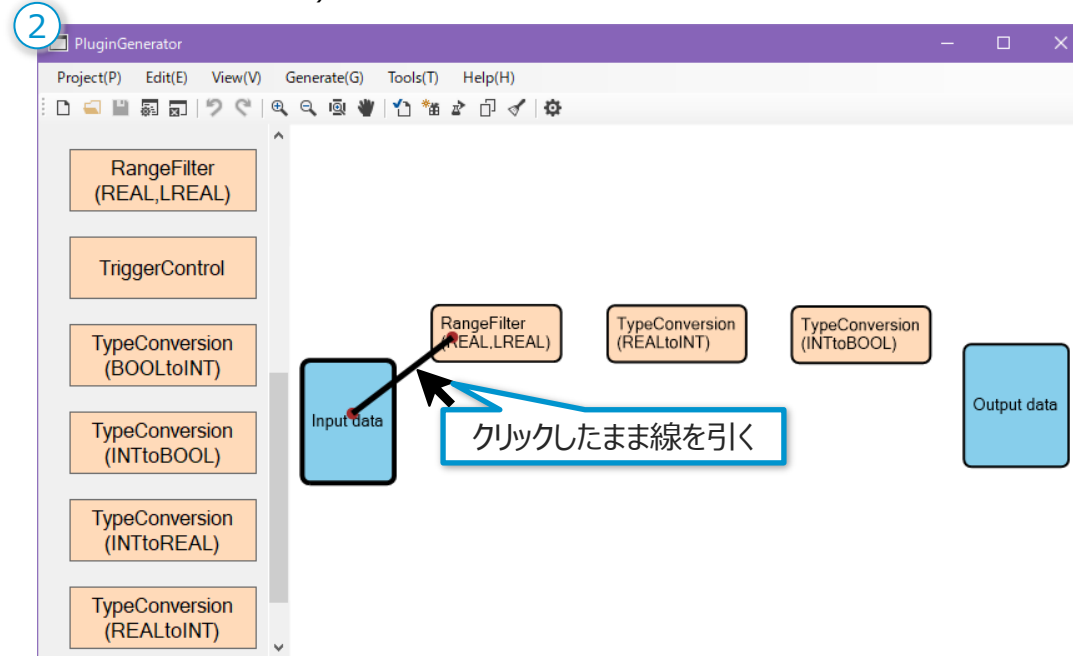 2
PluginGenerator
Project(P) Edit(E) View(V) Generate(G) Tools(T) Help(H)
RangeFilter
(REAL,LREAL)
TriggerControl
TypeConversion
(BOOLtoINT)
TypeConversion
(INTtoBOOL)
TypeConversion
(INTtoREAL)
TypeConversion
(REALtoINT)
Input data
RangeFilter
(REAL,LREAL)
TypeConversion
(REALtoINT)
TypeConversion
(INTtoBOOL)
Output data
クリックしたまま線を引く